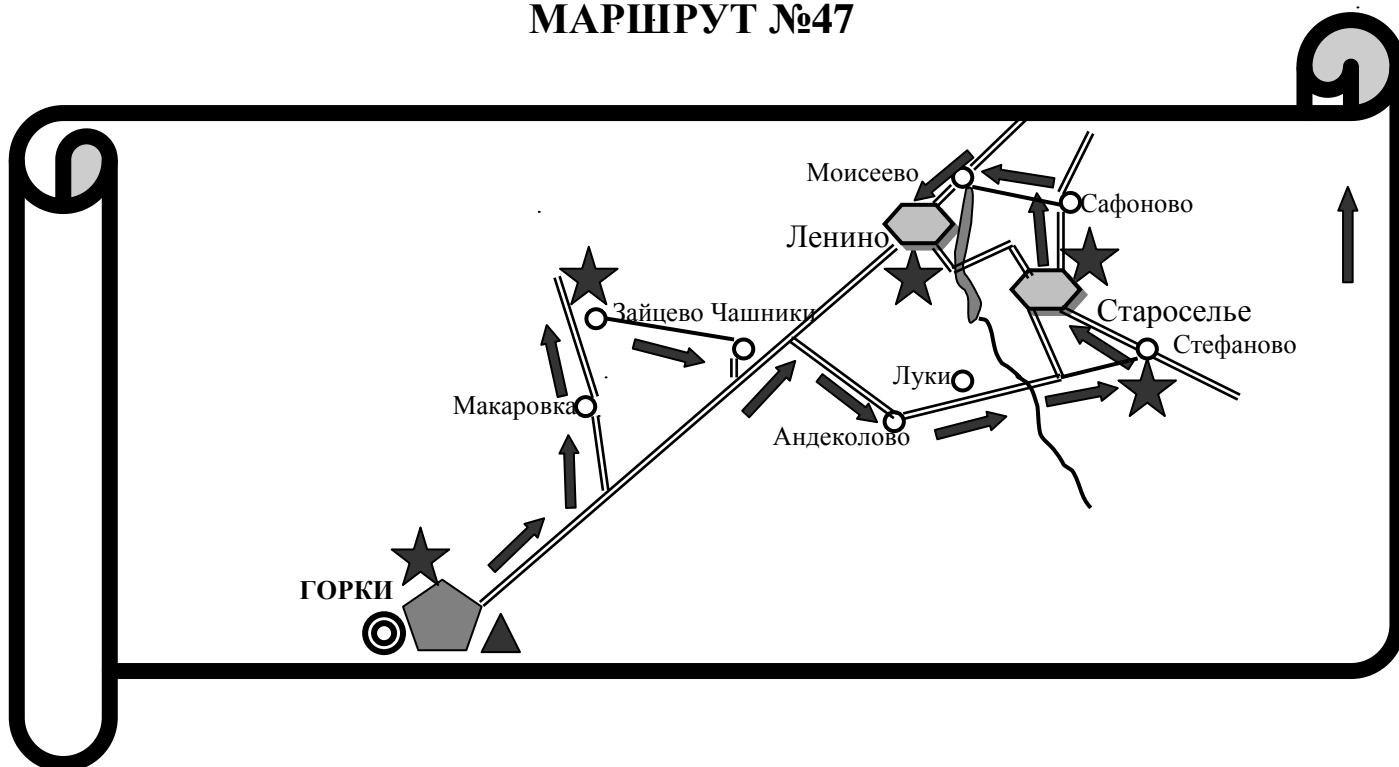 МАРШРУТ №47
Моисеево
Сафоново
Ленино
Зайцево Чашники
Староселье
Стефаново
Луки
Макаровка
Андеколово
ГОРКИ